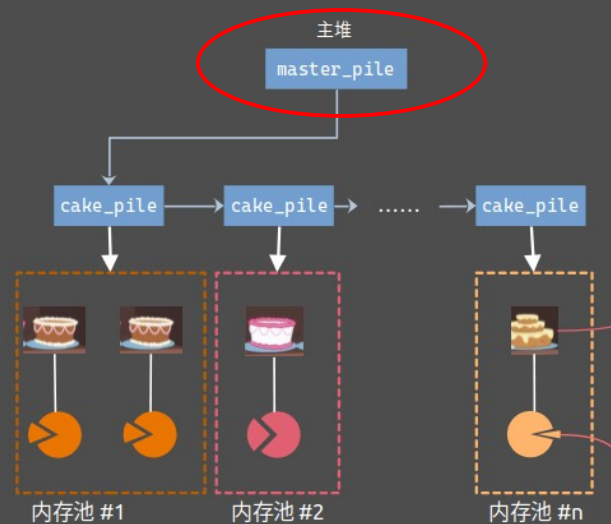 主堆
master_pile
cake_pile
cake_pile
......
cake_pile
内存池 #1
内存池 #2
内存池 #n